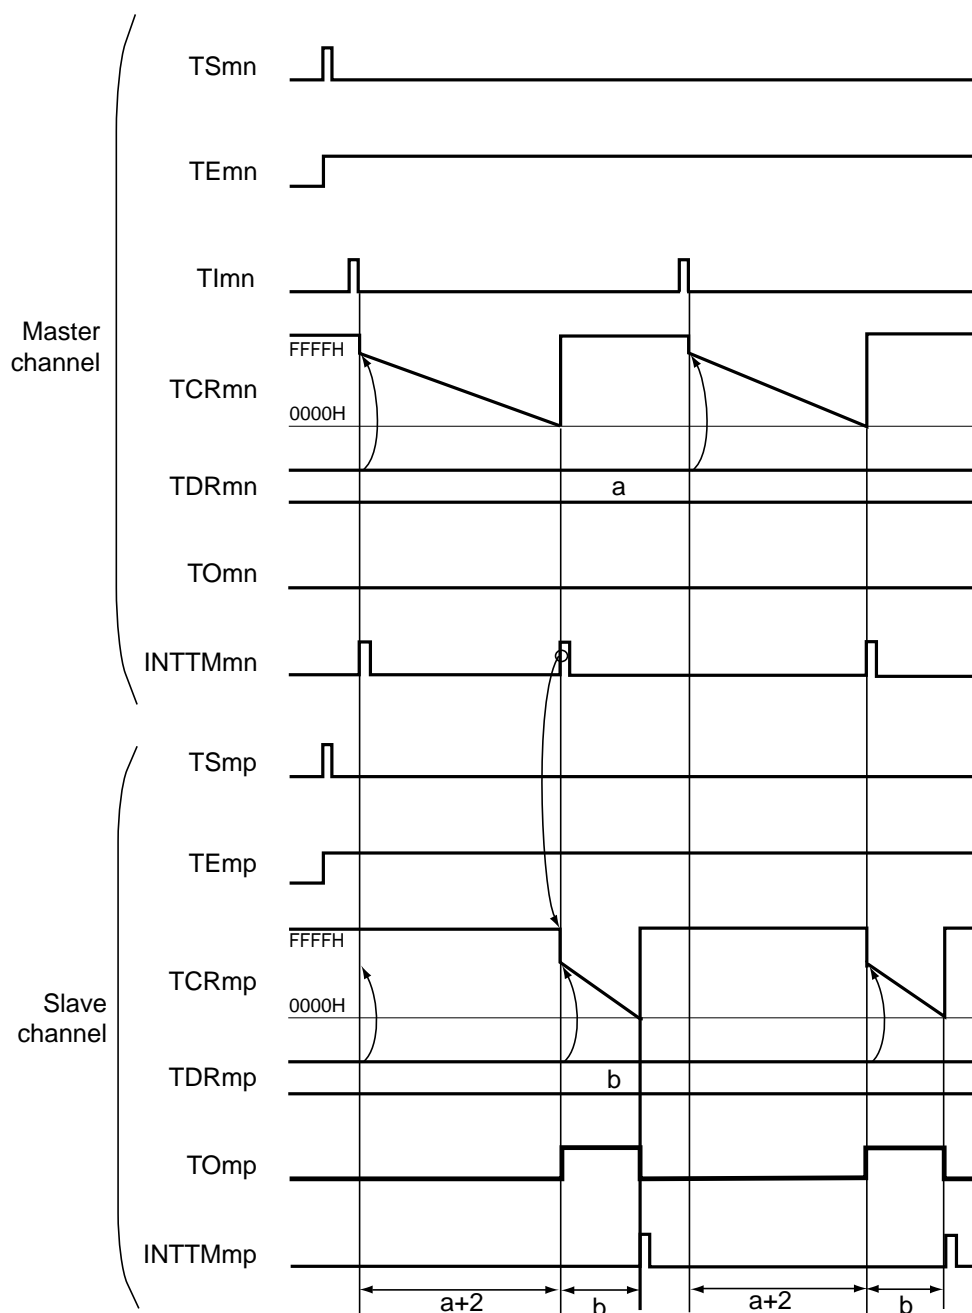 TSmn
TEmn
TImn
Master
channel
FFFFH
TCRmn
0000H
TDRmn
a
TOmn
INTTMmn
TSmp
TEmp
FFFFH
TCRmp
0000H
Slave
channel
TDRmp
b
TOmp
INTTMmp
a+2
b
a+2
b